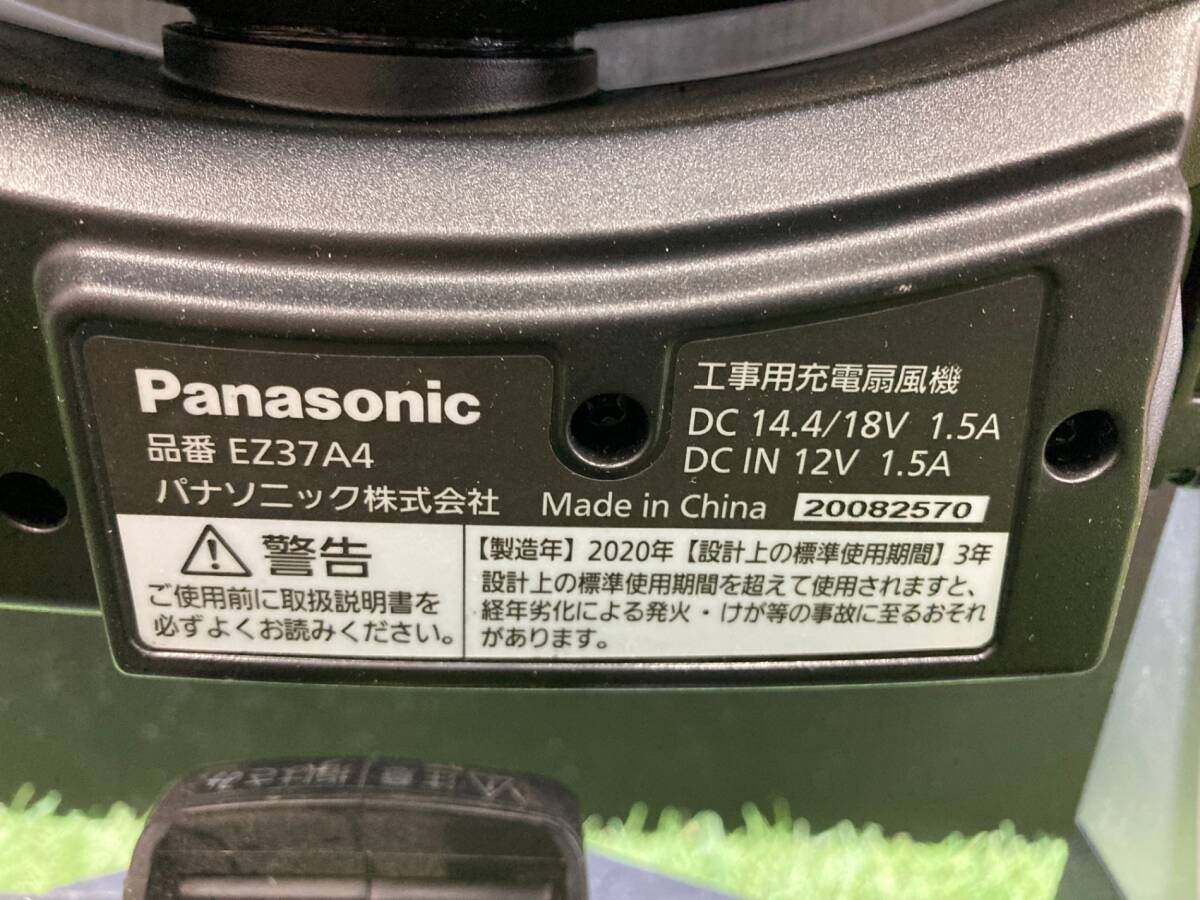 Panasonic
品番 EZ37A4
パナソニック株式会社
工事用充電扇風機
DC 14.4/18V 1.5A
DC IN 12V 1.5A
Made in China 20082570
警告
ご使用前に取扱説明書を
必ずよくお読みください。
【製造年】2020年【設計上の標準使用期間】3年
設計上の標準使用期間を超えて使用されますと、
経年劣化による発火・けが等の事故に至るおそれ
があります。
注意 指はさみ